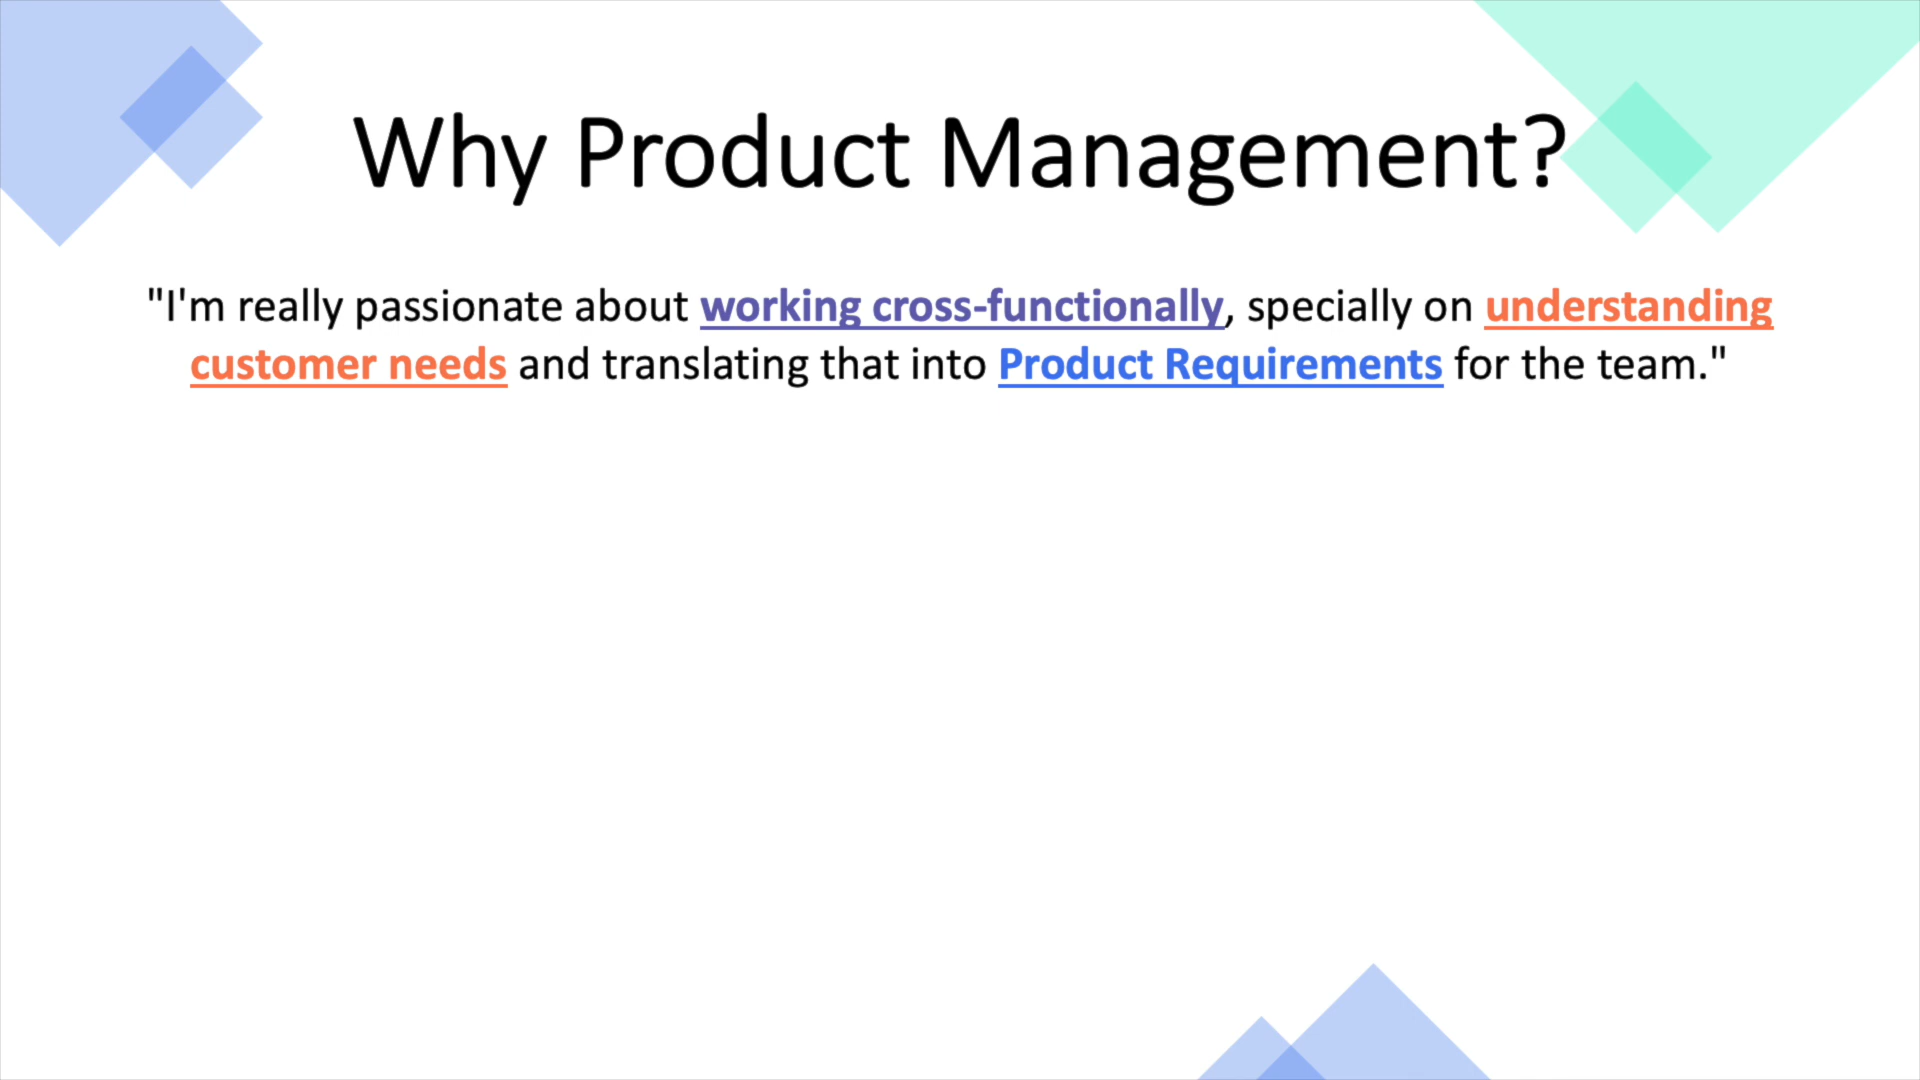 Why Product Management?
"I'm really passionate about working cross-functionally, specially on understanding
customer needs and translating that into Product Requirements for the team."